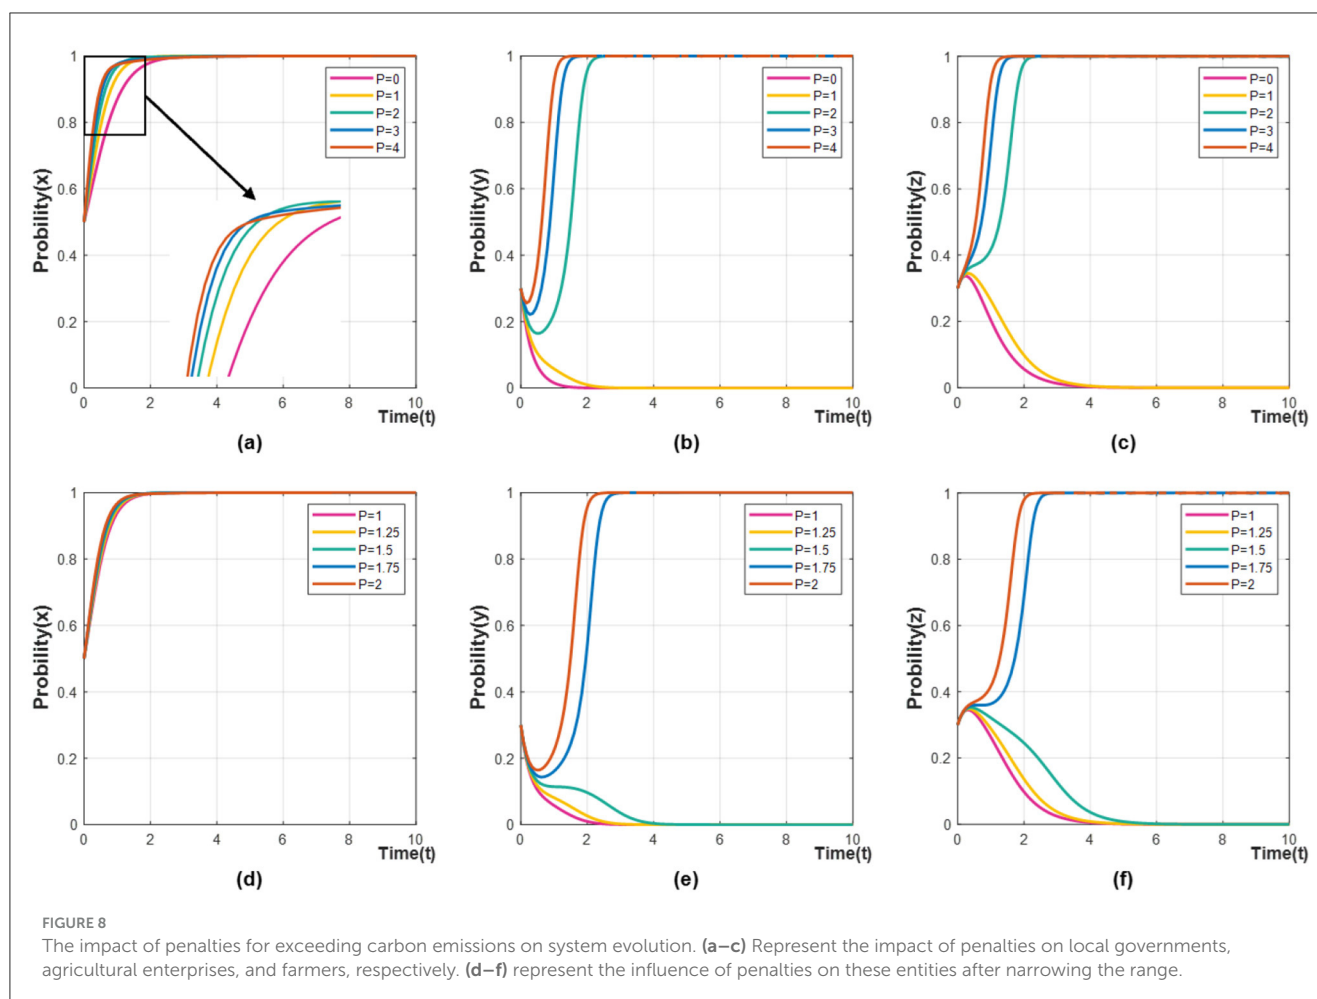 1
0.8
0.6
0.4
0.2
0
Probility(x)
P=0
P=1
P=2
P=3
P=4
0 2 4 6 8 10
Time(t)
(a)
1
0.8
0.6
0.4
0.2
0
Probility(y)
P=0
P=1
P=2
P=3
P=4
0 2 4 6 8 10
Time(t)
(b)
1
0.8
0.6
0.4
0.2
0
Probility(z)
P=0
P=1
P=2
P=3
P=4
0 2 4 6 8 10
Time(t)
(c)
1
0.8
0.6
0.4
0.2
0
Probility(x)
P=1
P=1.25
P=1.5
P=1.75
P=2
0 2 4 6 8 10
Time(t)
(d)
1
0.8
0.6
0.4
0.2
0
Probility(y)
P=1
P=1.25
P=1.5
P=1.75
P=2
0 2 4 6 8 10
Time(t)
(e)
1
0.8
0.6
0.4
0.2
0
Probility(z)
P=1
P=1.25
P=1.5
P=1.75
P=2
0 2 4 6 8 10
Time(t)
(f)
FIGURE 8
The impact of penalties for exceeding carbon emissions on system evolution. (a–c) Represent the impact of penalties on local governments,
agricultural enterprises, and farmers, respectively. (d–f) represent the influence of penalties on these entities after narrowing the range.